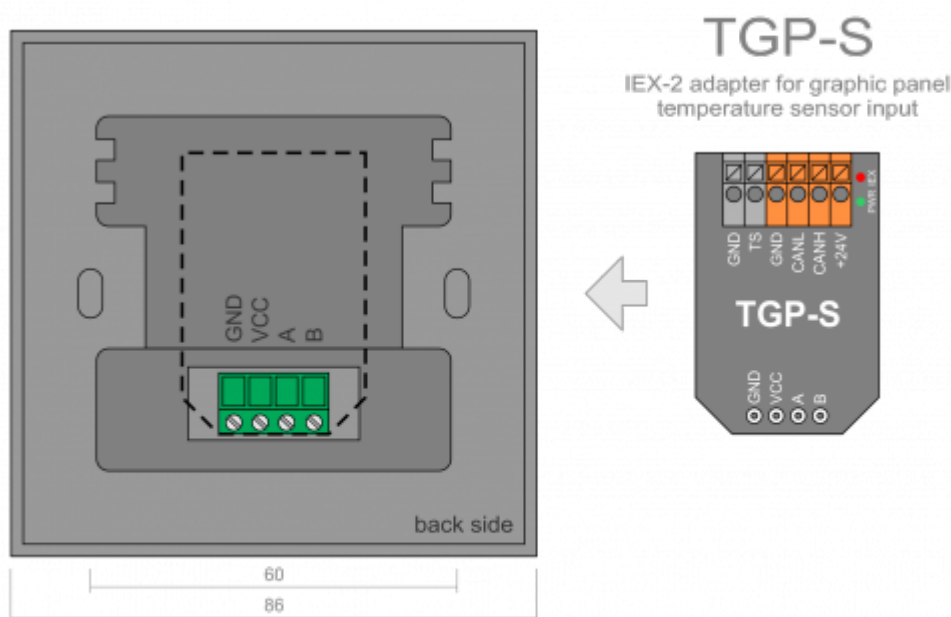 TGP-S
IEX-2 adapter for graphic panel
temperature sensor input
GND
VCC
A
B
back side
60
86
GND
TS
GND
CANL
CANH
+24V
PWR IEX
TGP-S
GND
VCC
A
B